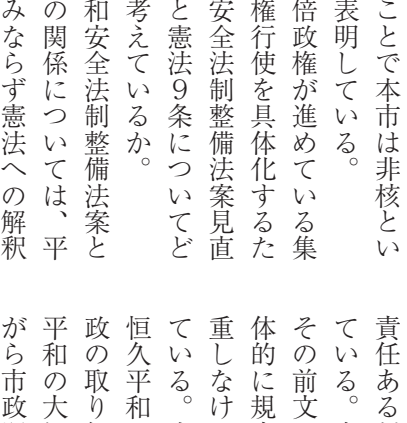 ことで本市は非核とい
表明している。
倍政権が進めている集
権行使を具体化するた
安全法制整備法案見直
と憲法９条についてど
考えているか。
和安全法制整備法案と
の関係については、平
みならず憲法への解釈
責任ある
ている。
その前文
体的に規
重しなけ
ている。
恒久平和
政の取り
平和の大
がら市政